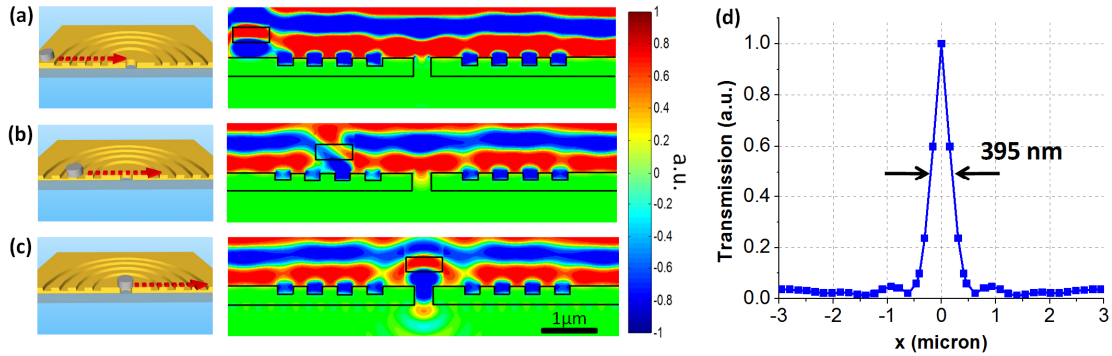 (a)
(b)
(c)
1μm
1
0.8
0.6
0.4
0.2
0
-0.2
-0.4
-0.6
-0.8
-1
a.u.
(d)
Transmission (a.u.)
1.0
0.8
0.6
0.4
0.2
0.0
395 nm
-3 -2 -1 0 1 2 3
x (micron)